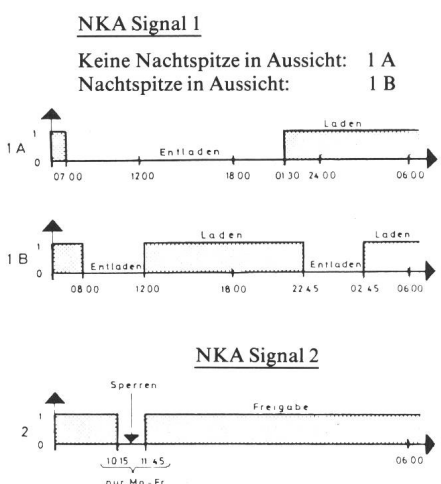 NKA Signal 1
Keine Nachtspitze in Aussicht: 1 A
Nachtspitze in Aussicht: 1 B
Laden
1
1 A
Entladen
0
07 00 12 00 18 00 01 30 24 00 06 00
Laden Laden
1
1 B
Entladen Entladen
0
08 00 12 00 18 00 22 45 02 45 06 00
NKA Signal 2
Sperren
Freigabe
1
2
0
10 15 11 45 06 00
nur Mo-Fr